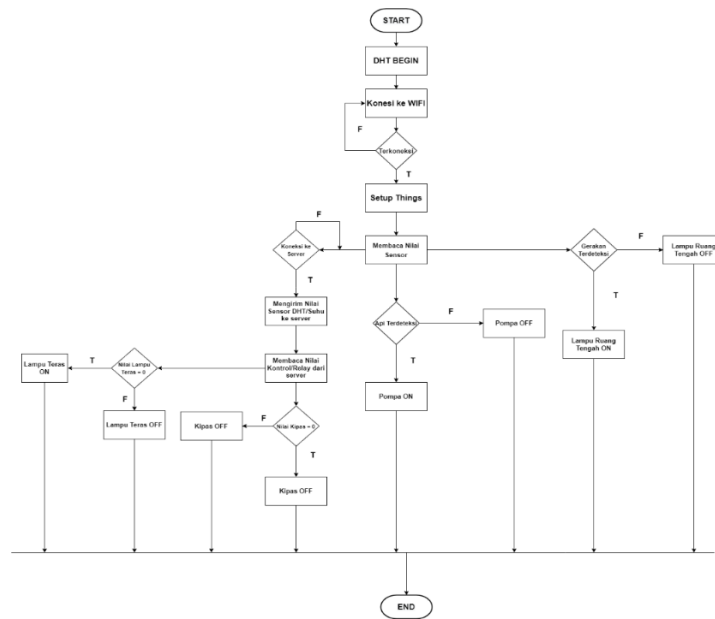 START
DHT BEGIN
Konesi ke WIFI
F
Terkoneksi
T
Setup Things
F
Koneksi ke
Server
Membaca Nilai
Sensor
Gerakan
Terdeteksi
F
Lampu Ruang
Tengah OFF
T
T
Mengirim Nilai
Sensor DHT/Suhu
ke server
Api Terdeteksi
F
Pompa OFF
Lampu Ruang
Tengah ON
T
Lampu Teras
ON
T
Nilai Lampu
Teras = 0
Membaca Nilai
Kontrol/Relay dari
server
Pompa ON
F
Lampu Teras OFF
Kipas OFF
F
Nilai Kipas = 0
T
Kipas OFF
END